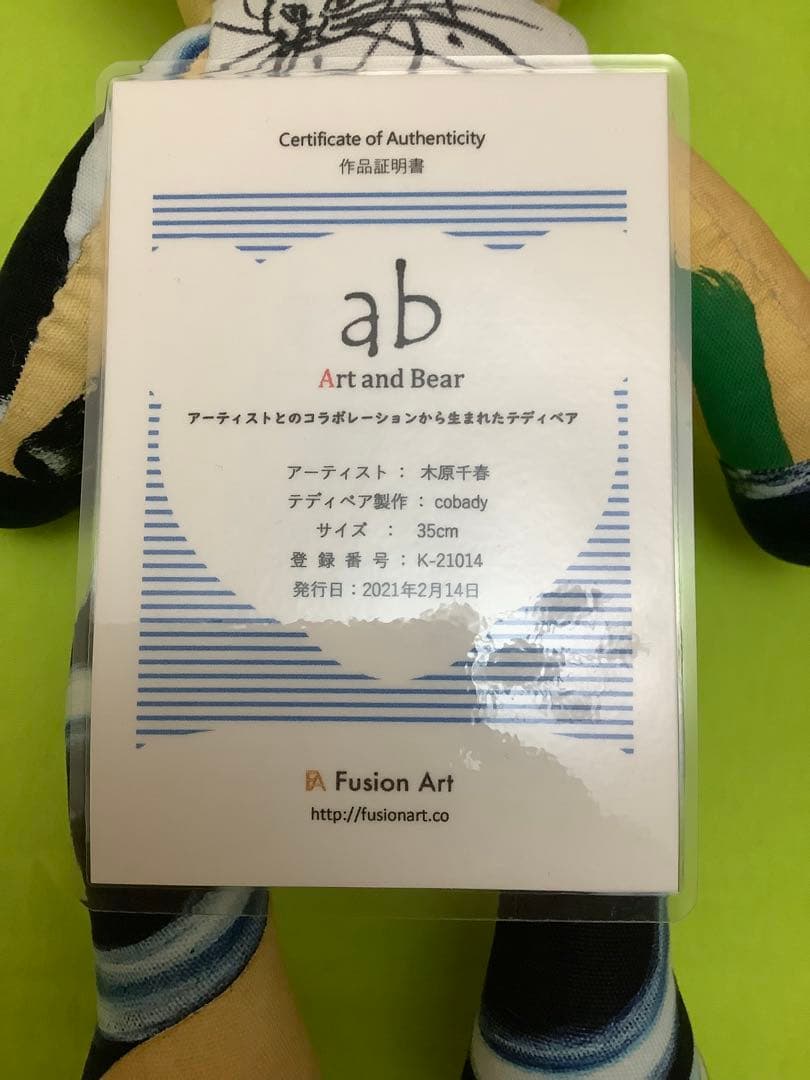 Certificate of Authenticity
作品証明書
ab
Art and Bear
アーティストとのコラボレーションから生まれたテディベア
アーティスト : 木原千春
テディベア製作 : cobady
サイズ : 35cm
登 録 番 号 : K-21014
発行日:2021年2月14日
FA Fusion Art
http://fusionart.co